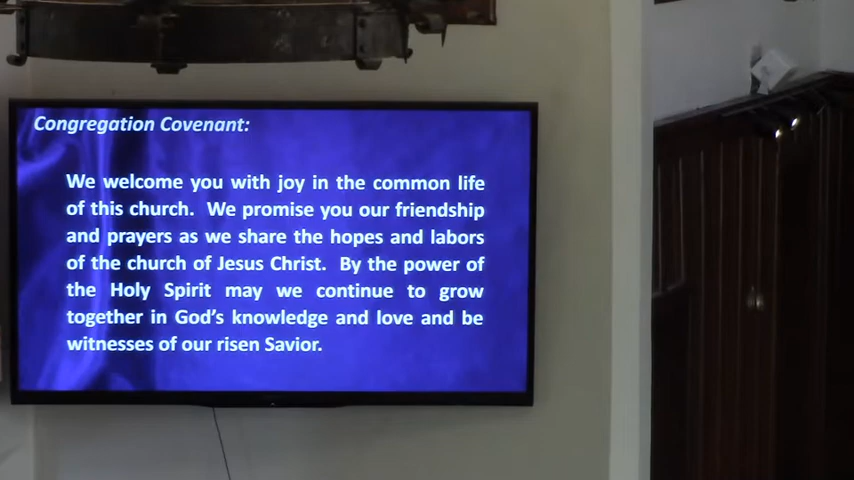 Congregation Covenant:
We welcome you with joy in the common life
of this church. We promise you our friendship
and prayers as we share the hopes and labors
of the church of Jesus Christ. By the power of
the Holy Spirit may we continue to grow
together in God's knowledge and love and be
witnesses of our risen Savior.